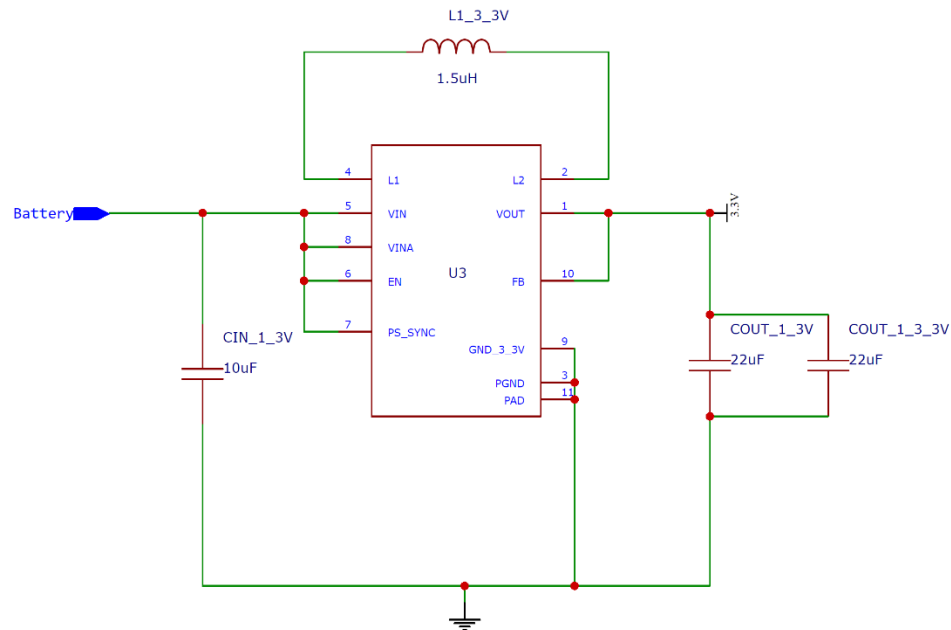 L1_3_3V
1.5uH
4 L1 L2 2
Battery 5 VIN VOUT 1 3.3V
8 VINA
U3
6 EN FB 10
7 PS_SYNC
CIN_1_3V
10uF
GND_3_3V 9
PGND 3
PAD 11
COUT_1_3V COUT_1_3_3V
22uF 22uF